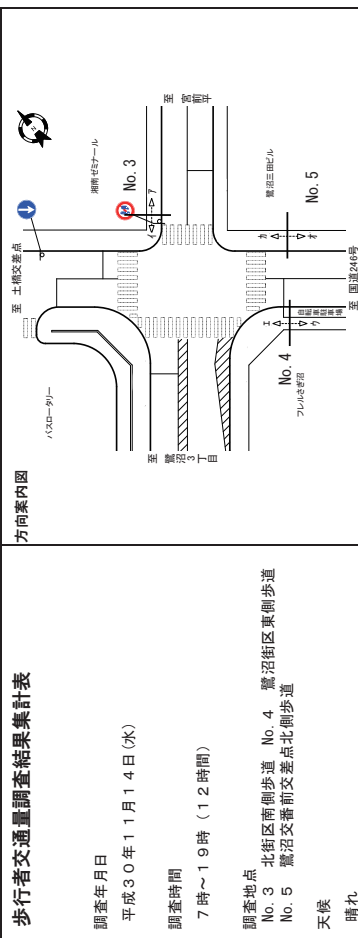 歩行者交通量調査結果集計表
調査年月日
平成30年11月14日(水)
調査時間
7時～19時（12時間）
調査地点
No.3 北街区南側歩道 No.4 鷺沼街区東側歩道
No.5 鷺沼交番前交差点北側歩道
天候
晴れ
方向案内図
至 土橋交差点
バスロータリー
湘南ゼミナール
No.3
ア
イ
至 宮前平
至 鷺沼3丁目
No.4
エ
ウ
フレルさぎ沼
自転車駐車場
鷺沼三田ビル
No.5
カ
オ
至 国道246号